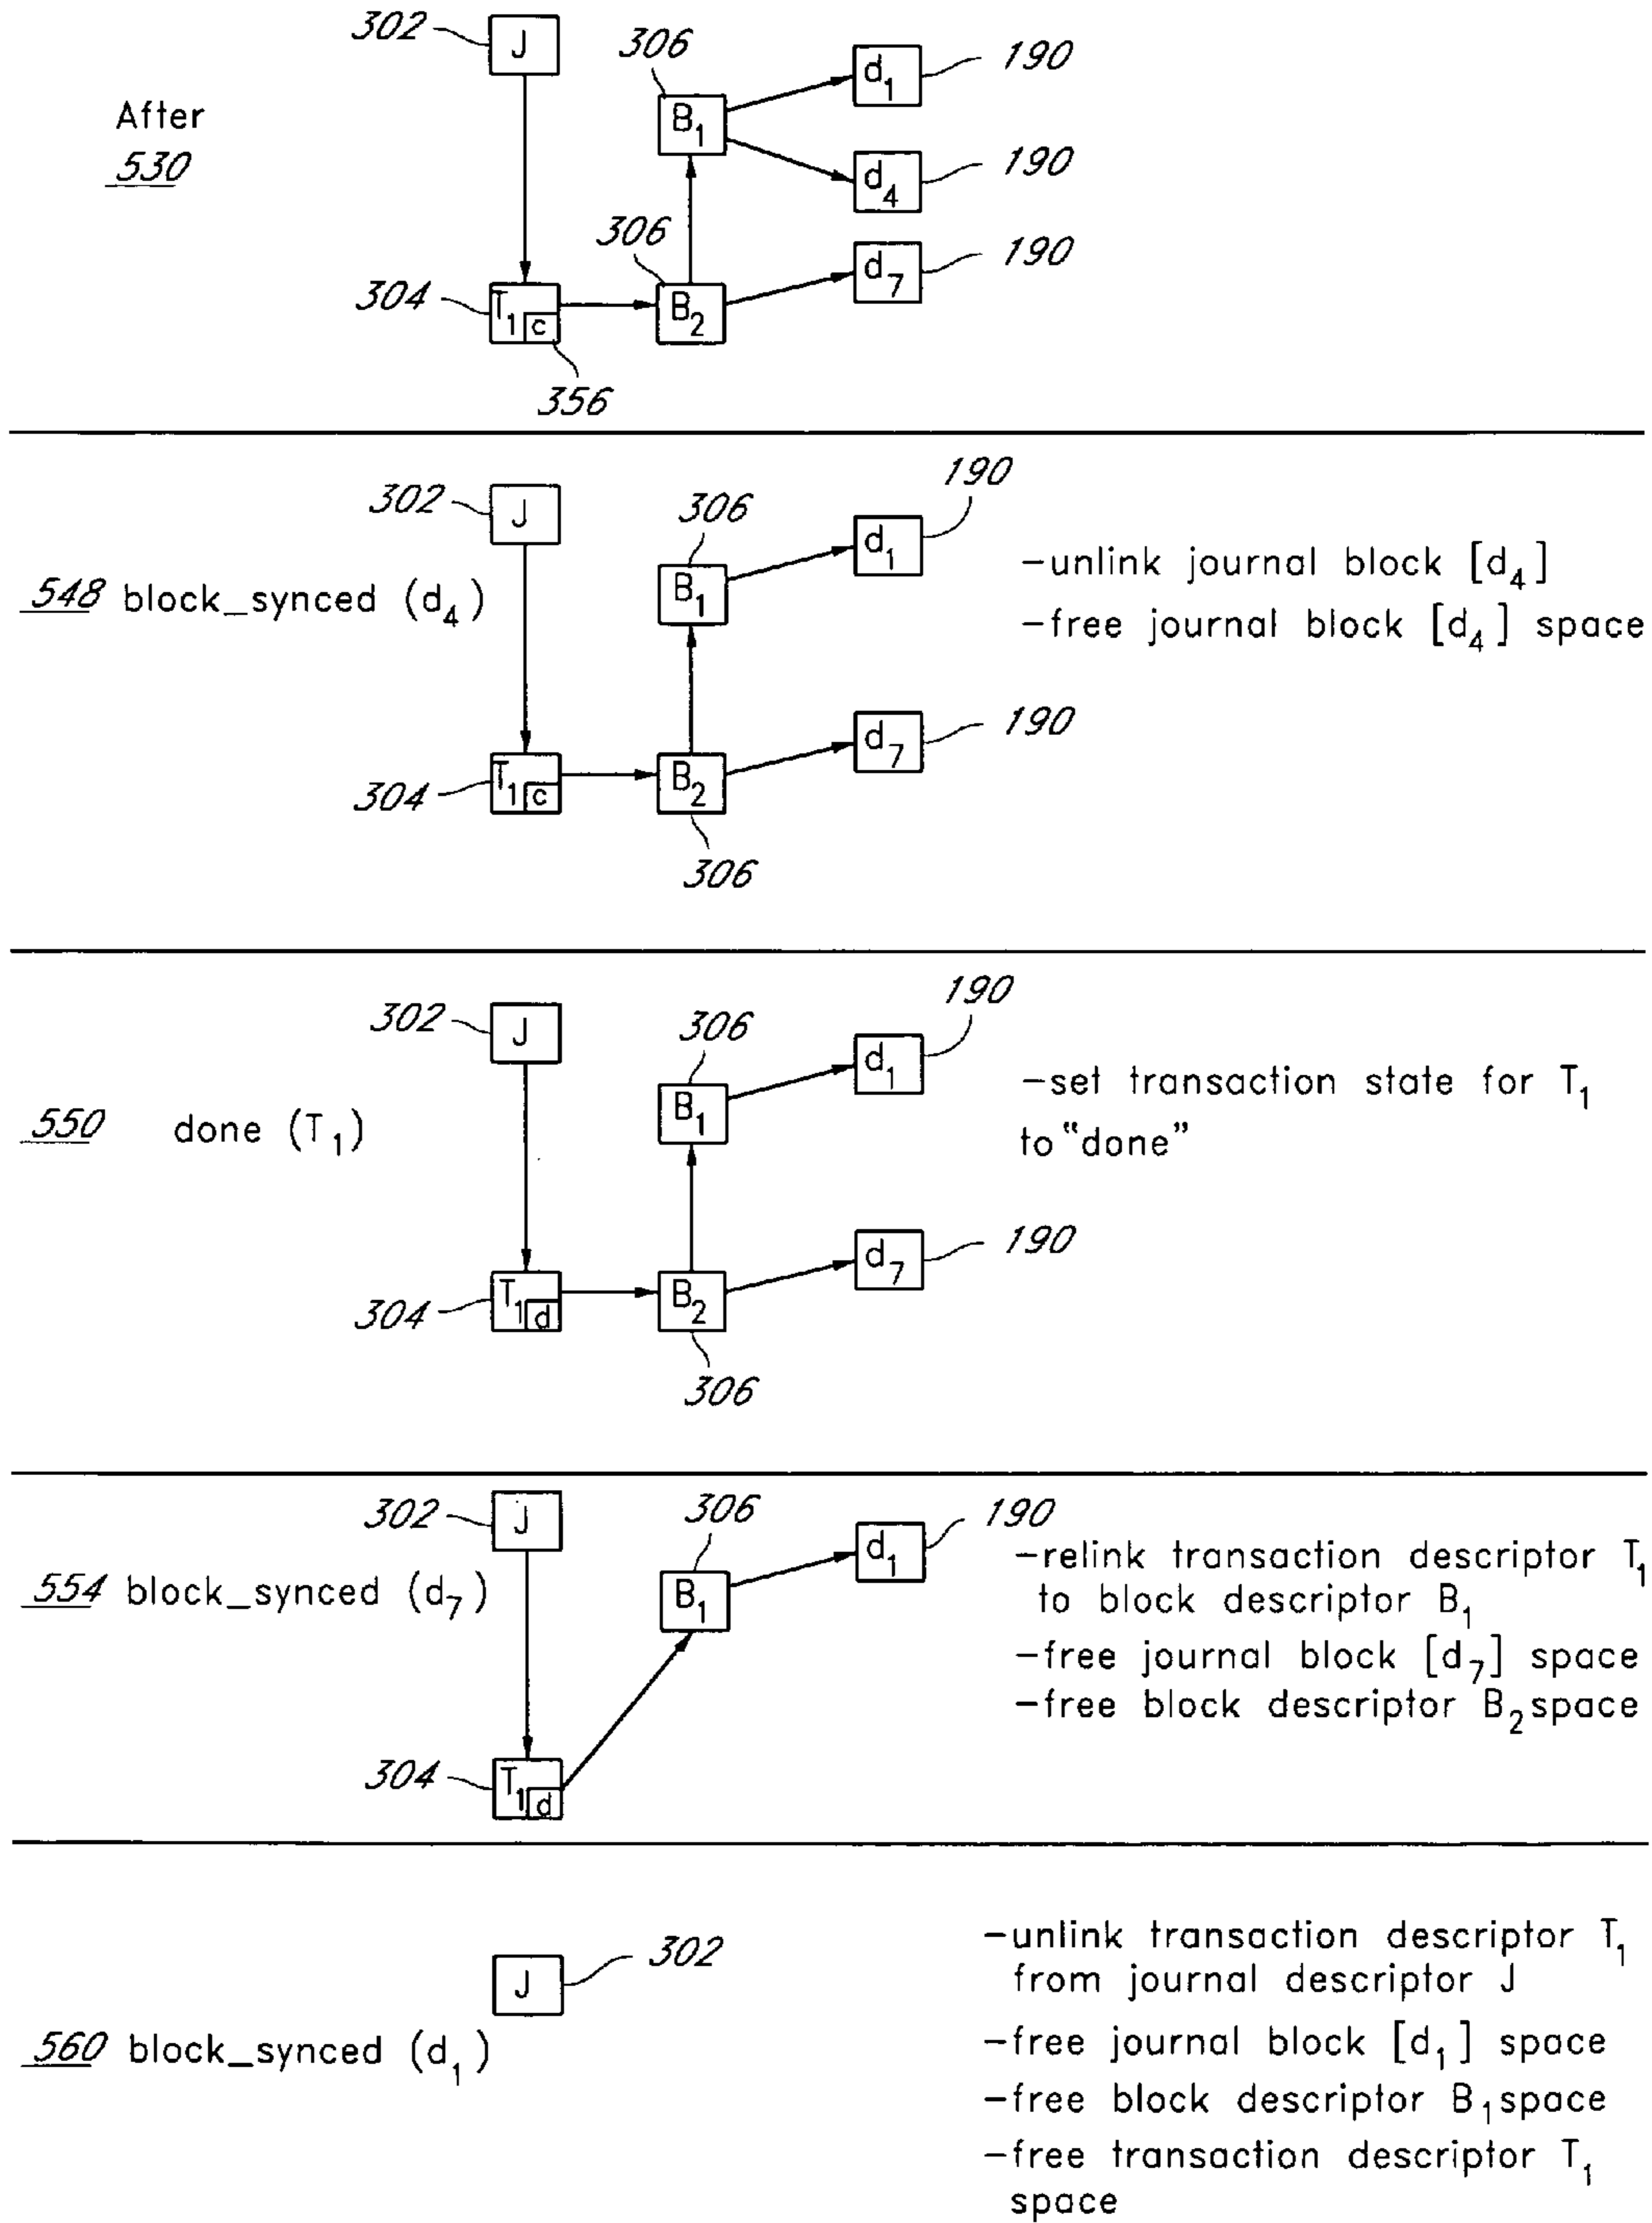 302
J
306
d1
190
After
530
B1
d4
190
306
304
T1
c
B2
d7
190
356
302
J
306
d1
190
548 block_synced (d4)
B1
-unlink journal block [d4]
-free journal block [d4] space
304
T1
c
B2
d7
190
306
302
J
306
d1
190
550 done (T1)
B1
-set transaction state for T1
to "done"
304
T1
d
B2
d7
190
306
302
J
306
d1
190
554 block_synced (d7)
B1
-relink transaction descriptor T1
to block descriptor B1
-free journal block [d7] space
-free block descriptor B2 space
304
T1
d
J
302
560 block_synced (d1)
-unlink transaction descriptor T1
from journal descriptor J
-free journal block [d1] space
-free block descriptor B1 space
-free transaction descriptor T1
space